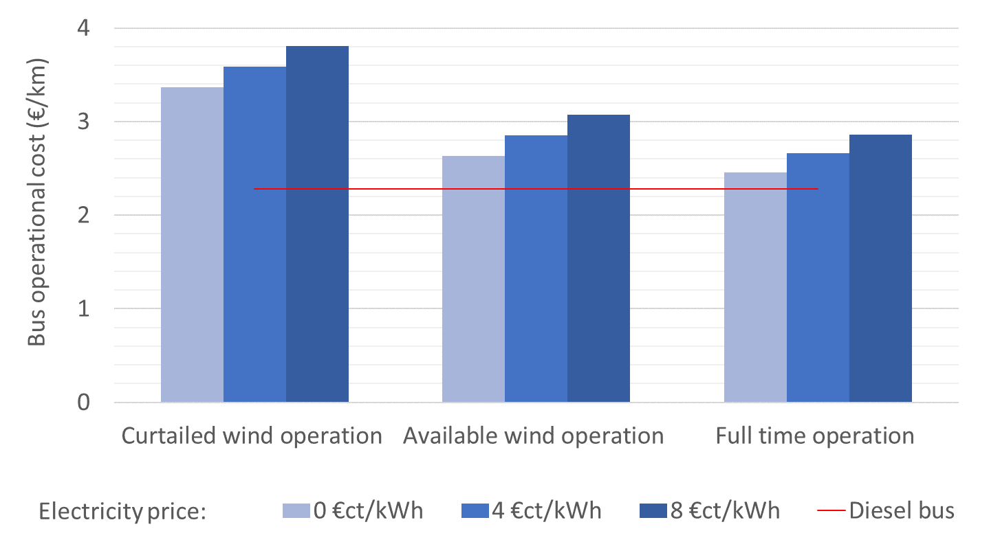 Bus operational cost (€/km)
4
3
2
1
0
Curtailed wind operation Available wind operation Full time operation
Electricity price: 0 €ct/kWh 4 €ct/kWh 8 €ct/kWh Diesel bus